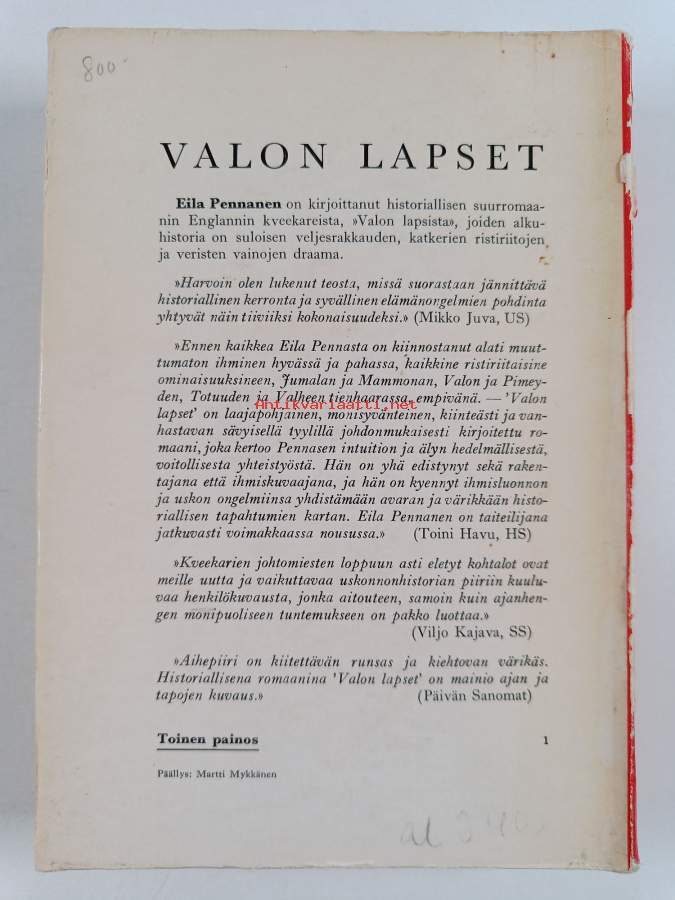 800
VALON LAPSET
Eila Pennanen on kirjoittanut historiallisen suurromaa-
nin Englannin kveekareista, »Valon lapsista», joiden alku-
historia on suloisen veljesrakkauden, katkerien ristiriitojen
ja veristen vainojen draama.
»Harvoin olen lukenut teosta, missä suorastaan jännittävä
historiallinen kerronta ja syvällinen elämänongelmien pohdinta
yhtyvät näin tiiviiksi kokonaisuudeksi.» (Mikko Juva, US)
»Ennen kaikkea Eila Pennasta on kiinnostanut alati muut-
tumaton ihminen hyvässä ja pahassa, kaikkine ristiriitaisine
ominaisuuksineen, Jumalan ja Mammonan, Valon ja Pimey-
den, Totuuden ja Valheen tienhaarassa, empivänä. — 'Valon
Antikvariaatti.net
lapset' on laajapohjainen, monisyvänteinen, kiinteästi ja van-
hastavan sävyisellä tyylillä johdonmukaisesti kirjoitettu ro-
maani, joka kertoo Pennasen intuition ja älyn hedelmällisestä,
voitollisesta yhteistyöstä. Hän on yhä edistynyt sekä raken-
tajana että ihmiskuvaajana, ja hän on kyennyt ihmisluonnon
ja uskon ongelmiinsa yhdistämään avaran ja värikkään histo-
riallisen tapahtumien kartan. Eila Pennanen on taiteilijana
jatkuvasti voimakkaassa nousussa.» (Toini Havu, HS)
»Kveekarien johtomiesten loppuun asti eletyt kohtalot ovat
meille uutta ja vaikuttavaa uskonnonhistorian piiriin kuulu-
vaa henkilökuvausta, jonka aitouteen, samoin kuin ajanhen-
gen monipuoliseen tuntemukseen on pakko luottaa.»
(Viljo Kajava, SS)
»Aihepiiri on kiitettävän runsas ja kiehtovan värikäs.
Historiallisena romaanina 'Valon lapset' on mainio ajan ja
tapojen kuvaus.» (Päivän Sanomat)
Toinen painos 1
Päällys: Martti Mykkänen